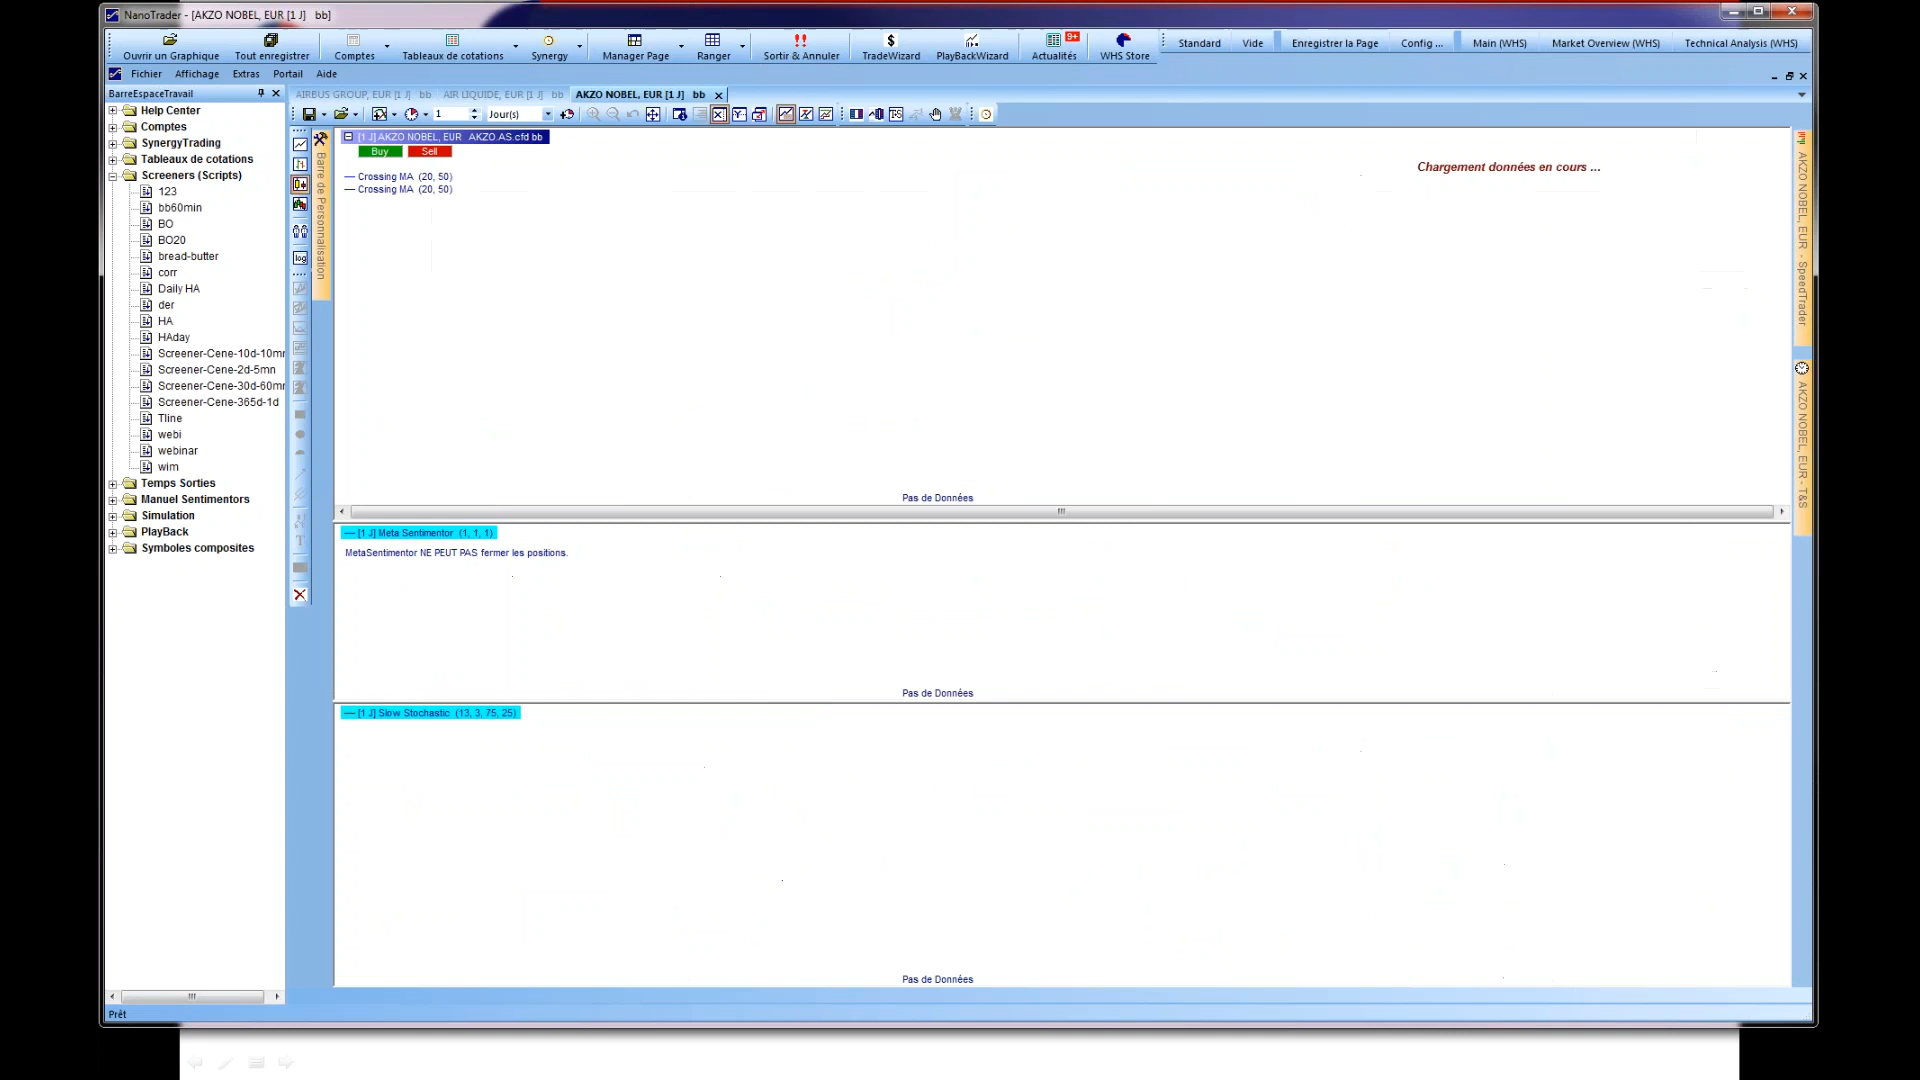 NanoTrader - [AKZO NOBEL, EUR [1 J]   bb]
Ouvrir un Graphique
Tout enregistrer
Comptes
Tableaux de cotations
Synergy
Manager Page
Ranger
Sortir & Annuler
$
TradeWizard
PlayBackWizard
9+
Actualités
WHS Store
Standard
Vide
Enregistrer la Page
Config ...
Main (WHS)
Market Overview (WHS)
Technical Analysis (WHS)
Fichier Affichage Extras Portail Aide
BarreEspaceTravail
Help Center
Comptes
SynergyTrading
Tableaux de cotations
Screeners (Scripts)
123
bb60min
BO
BO20
bread-butter
corr
Daily HA
der
HA
HAday
Screener-Cene-10d-10mn
Screener-Cene-2d-5mn
Screener-Cene-30d-60mn
Screener-Cene-365d-1d
Tline
webi
webinar
wim
Temps Sorties
Manuel Sentimentors
Simulation
PlayBack
Symboles composites
AIRBUS GROUP, EUR [1 J]   bb
AIR LIQUIDE, EUR [1 J]   bb
AKZO NOBEL, EUR [1 J]   bb
1 Jour(s)
log
T
Barre de Personnalisation
[1 J] AKZO NOBEL, EUR   AKZO.AS.cfd bb
Buy Sell
Crossing MA (20, 50)
Crossing MA (20, 50)
Chargement données en cours ...
Pas de Données
[1 J] Meta Sentimentor (1, 1, 1)
MetaSentimentor NE PEUT PAS fermer les positions.
Pas de Données
[1 J] Slow Stochastic (13, 3, 75, 25)
Pas de Données
AKZO NOBEL, EUR - SpeedTrader
AKZO NOBEL, EUR - T&S
Prêt